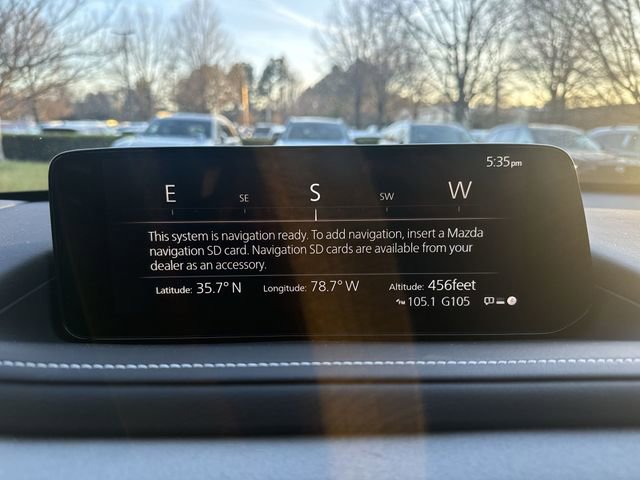 5:35pm
E SE S SW W
This system is navigation ready. To add navigation, insert a Mazda
navigation SD card. Navigation SD cards are available from your
dealer as an accessory.
Latitude: 35.7° N Longitude: 78.7° W Altitude: 456feet
FM 105.1 G105